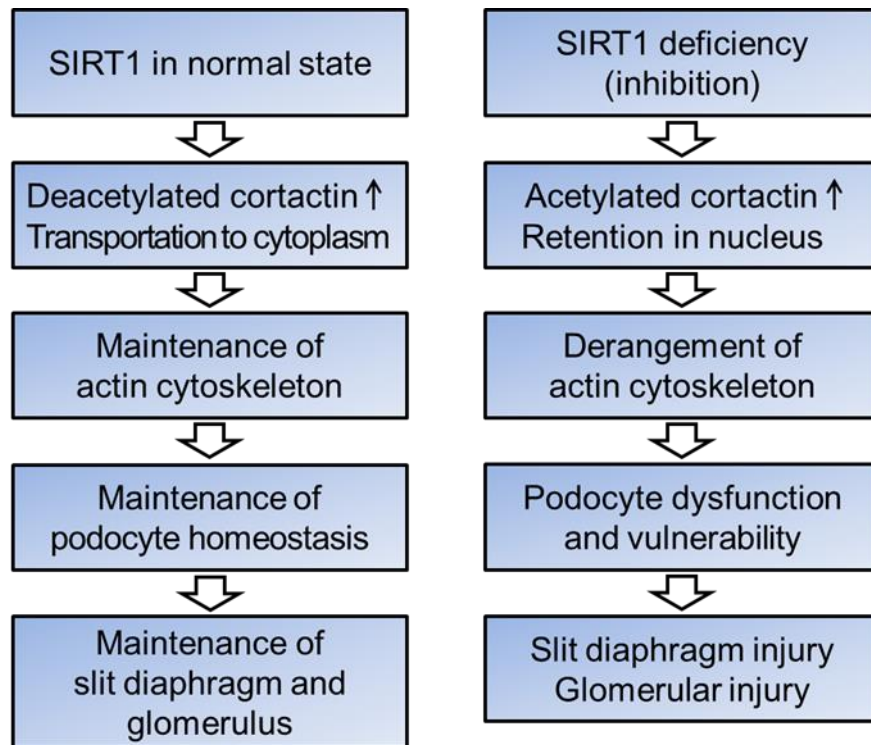 SIRT1 in normal state
Deacetylated cortactin ↑
Transportation to cytoplasm
Maintenance of
actin cytoskeleton
Maintenance of
podocyte homeostasis
Maintenance of
slit diaphragm and
glomerulus
SIRT1 deficiency
(inhibition)
Acetylated cortactin ↑
Retention in nucleus
Derangement of
actin cytoskeleton
Podocyte dysfunction
and vulnerability
Slit diaphragm injury
Glomerular injury